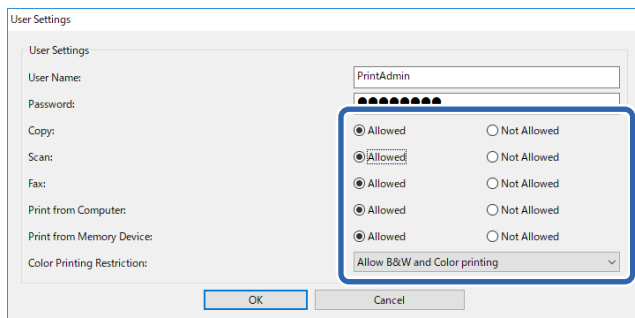 User Settings
User Settings
User Name: PrintAdmin
Password: ●●●●●●●●
Copy: Allowed Not Allowed
Scan: Allowed Not Allowed
Fax: Allowed Not Allowed
Print from Computer: Allowed Not Allowed
Print from Memory Device: Allowed Not Allowed
Color Printing Restriction: Allow B&W and Color printing
OK Cancel